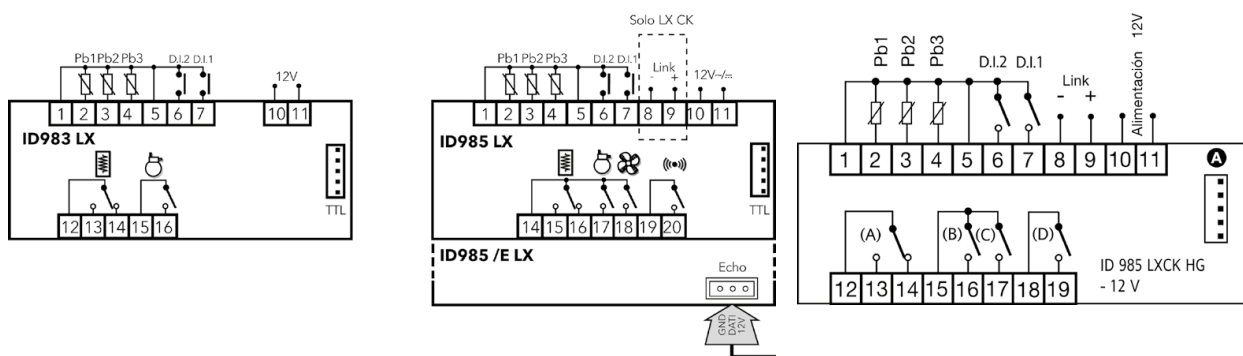 Solo LX CK
Pb1 Pb2 Pb3 D.I.2 D.I.1
12V
1 2 3 4 5 6 7 10 11
ID983 LX
TTL
12 13 14 15 16
Pb1 Pb2 Pb3 D.I.2 D.I.1
Link
- +
12V~/⎓
1 2 3 4 5 6 7 8 9 10 11
ID985 LX
TTL
14 15 16 17 18 19 20
ID985 /E LX
Echo
GND
DATI
12V
Pb1
Pb2
Pb3
D.I.2 D.I.1
Link
- +
Alimentación 12V
1 2 3 4 5 6 7 8 9 10 11
A
(A) (B) (C) (D)
12 13 14 15 16 17 18 19
ID 985 LXCK HG
- 12 V